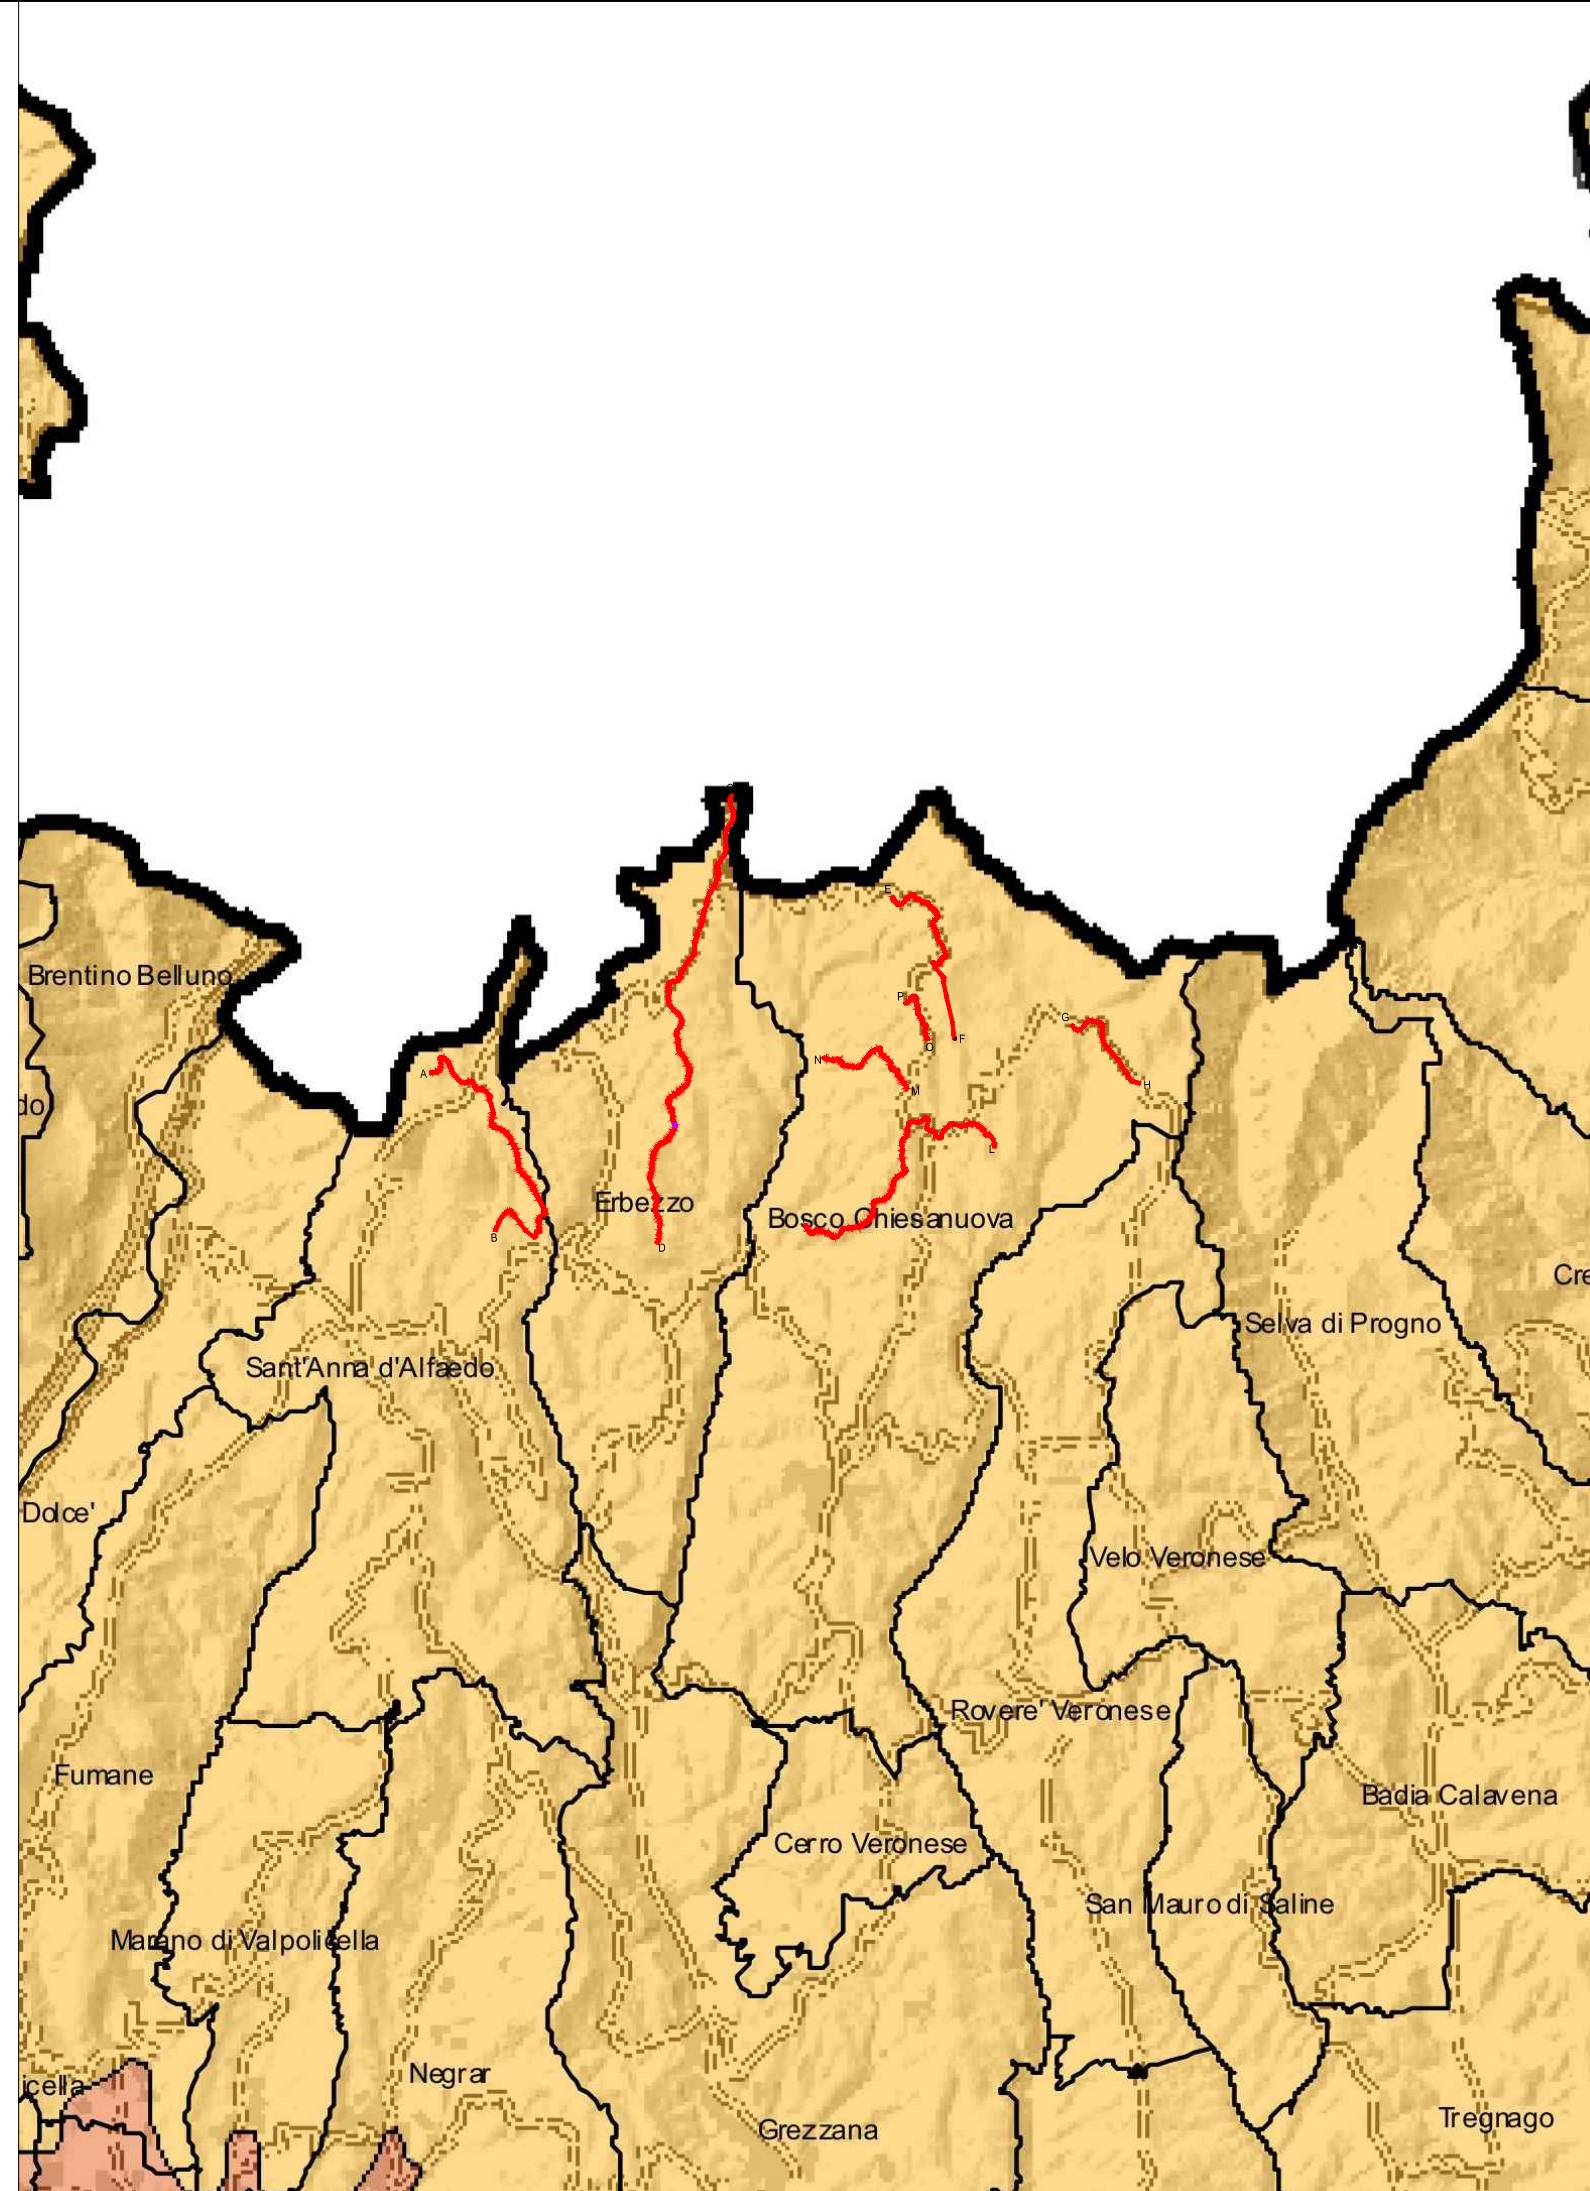 C
E
Brentino Belluno
P
G
F
O
N
A
H
M
do
L
Erbezzo
Bosco Chiesanuova
B
D
Cre
Selva di Progno
Sant'Anna d'Alfaedo
Dolce'
Velo Veronese
Rovere' Veronese
Fumane
Badia Calavena
Cerro Veronese
San Mauro di Saline
Marano di Valpolicella
Negrar
icella
Tregnago
Grezzana